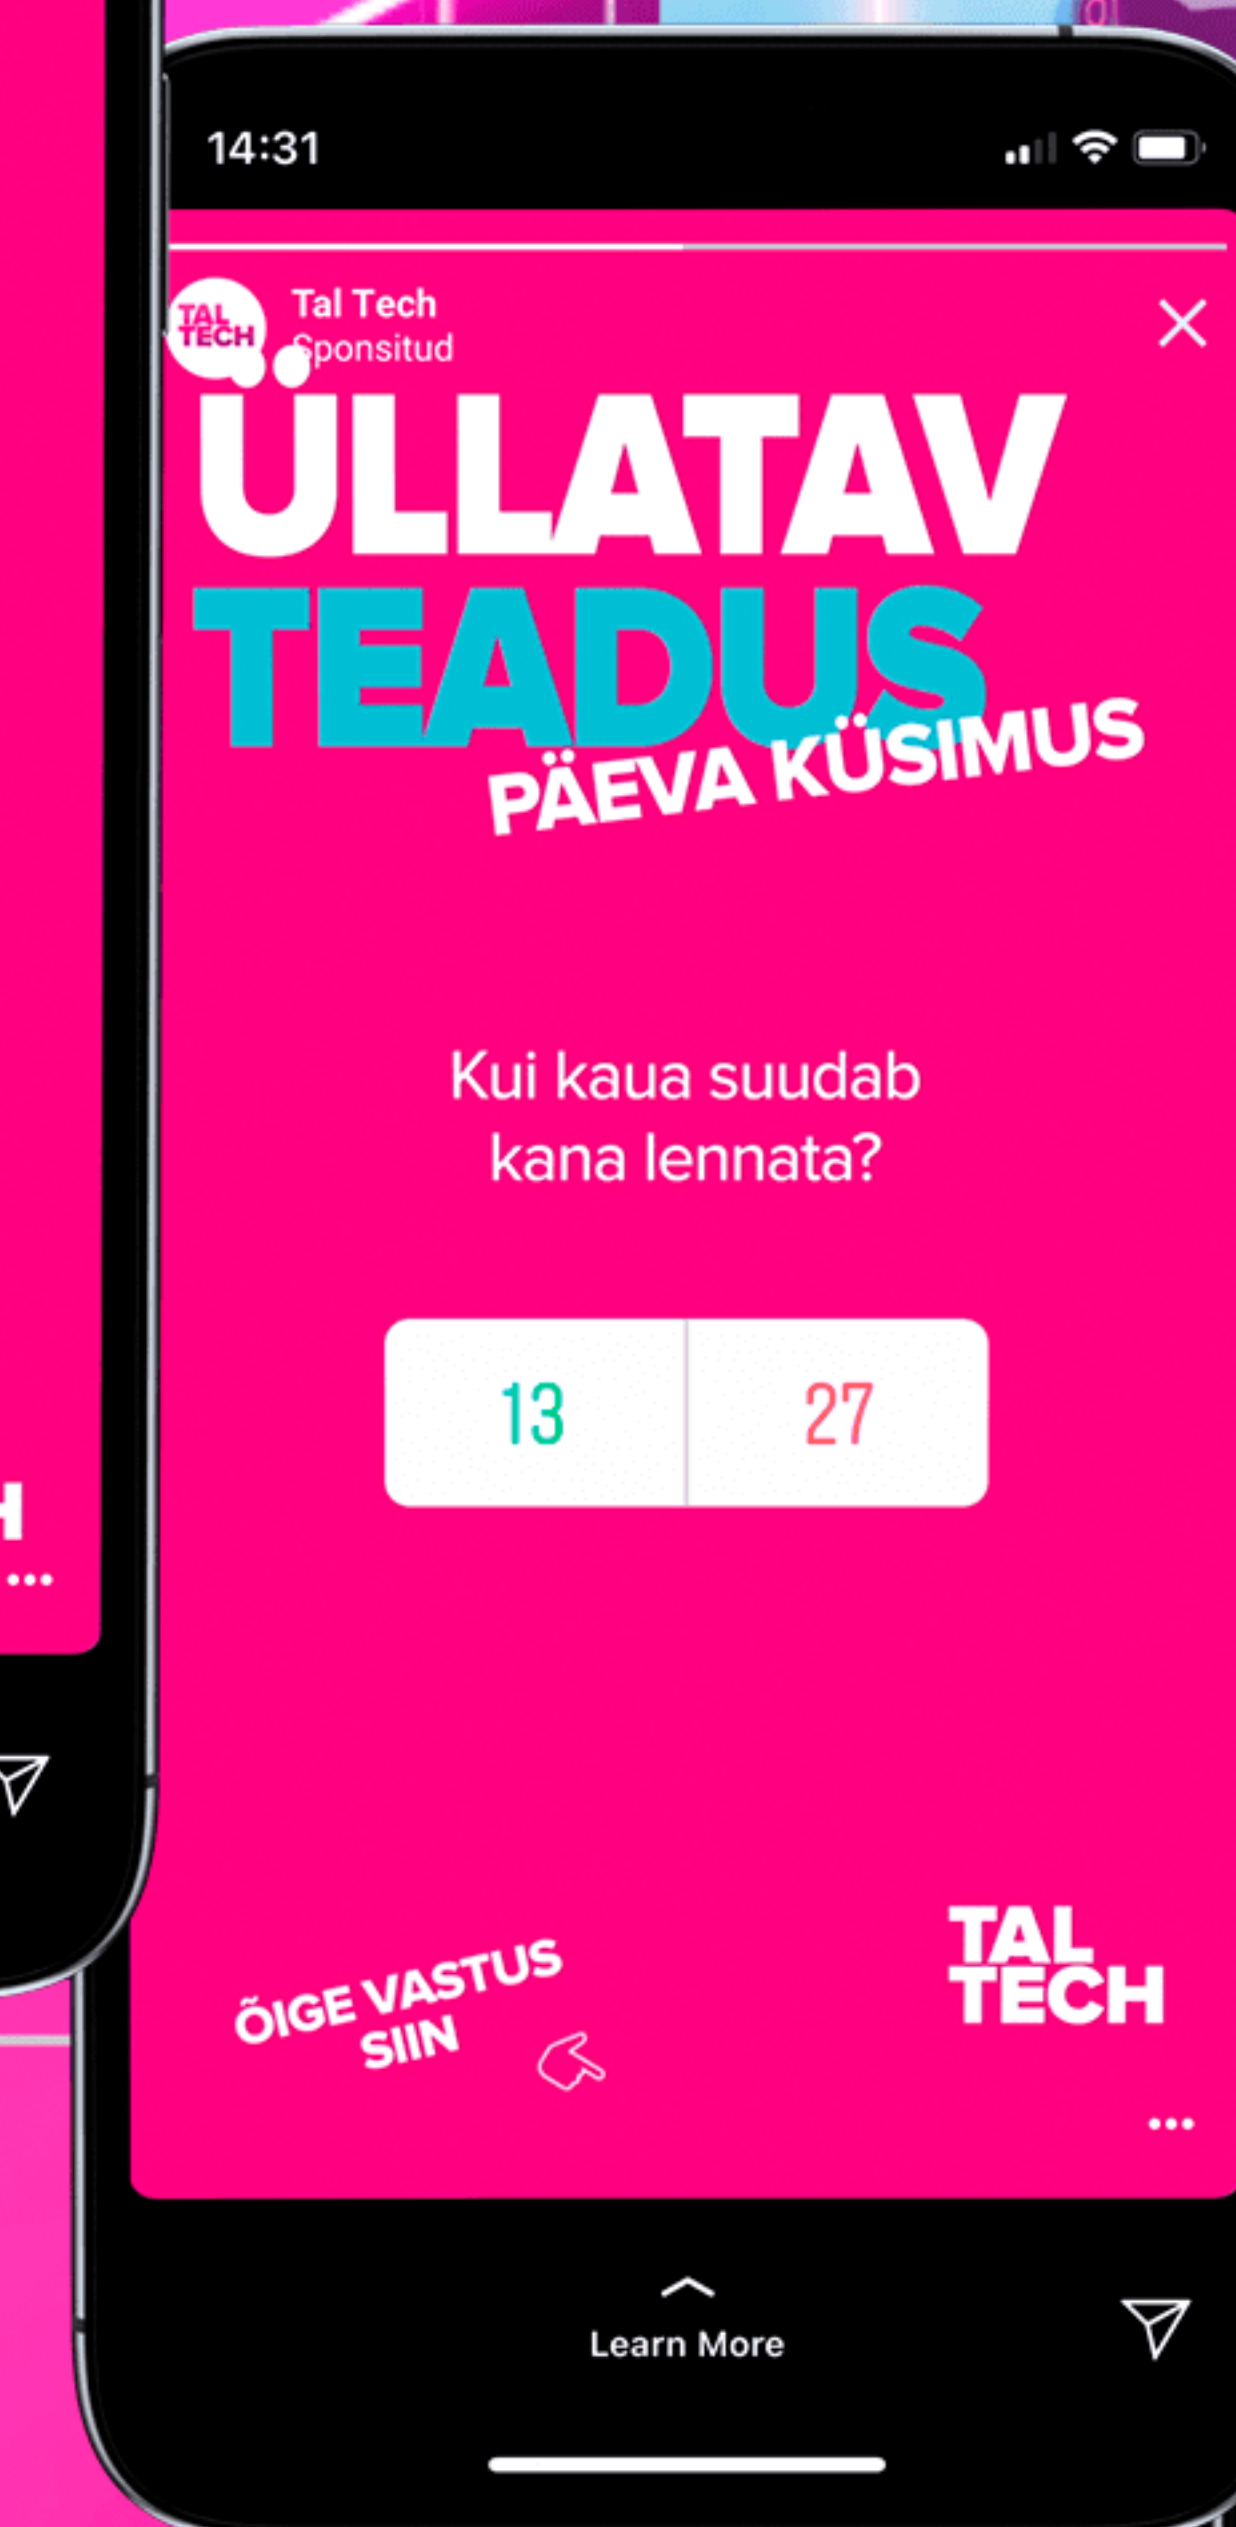 14:31
TAL
TECH
Tal Tech
Sponsitud
ÜLLATAV
TEADUS
PÄEVA KÜSIMUS
Kui kaua suudab
kana lennata?
13 27
ÕIGE VASTUS
SIIN
TAL
TECH
Learn More
H